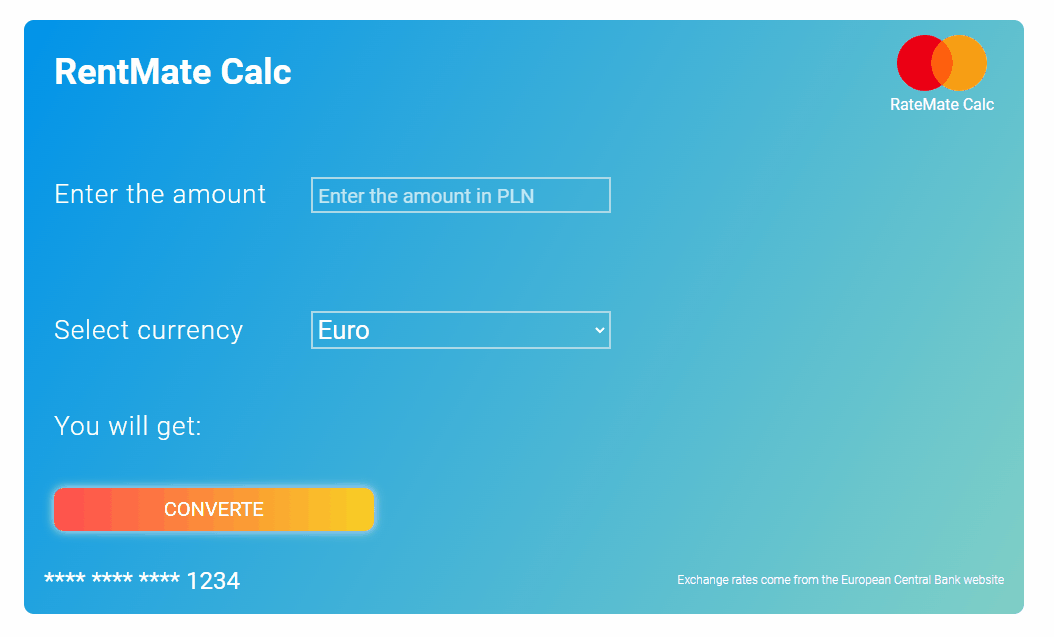 RentMate Calc
RateMate Calc
Enter the amount
Enter the amount in PLN
Select currency
Euro
You will get:
CONVERTE
**** **** **** 1234
Exchange rates come from the European Central Bank website